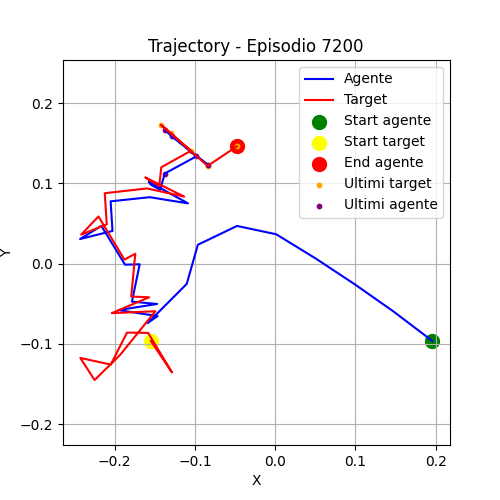 Trajectory - Episodio 7200
Agente
Target
Start agente
Start target
End agente
Ultimi target
Ultimi agente
Y
0.2
0.1
0.0
−0.1
−0.2
−0.2
−0.1
0.0
0.1
0.2
X